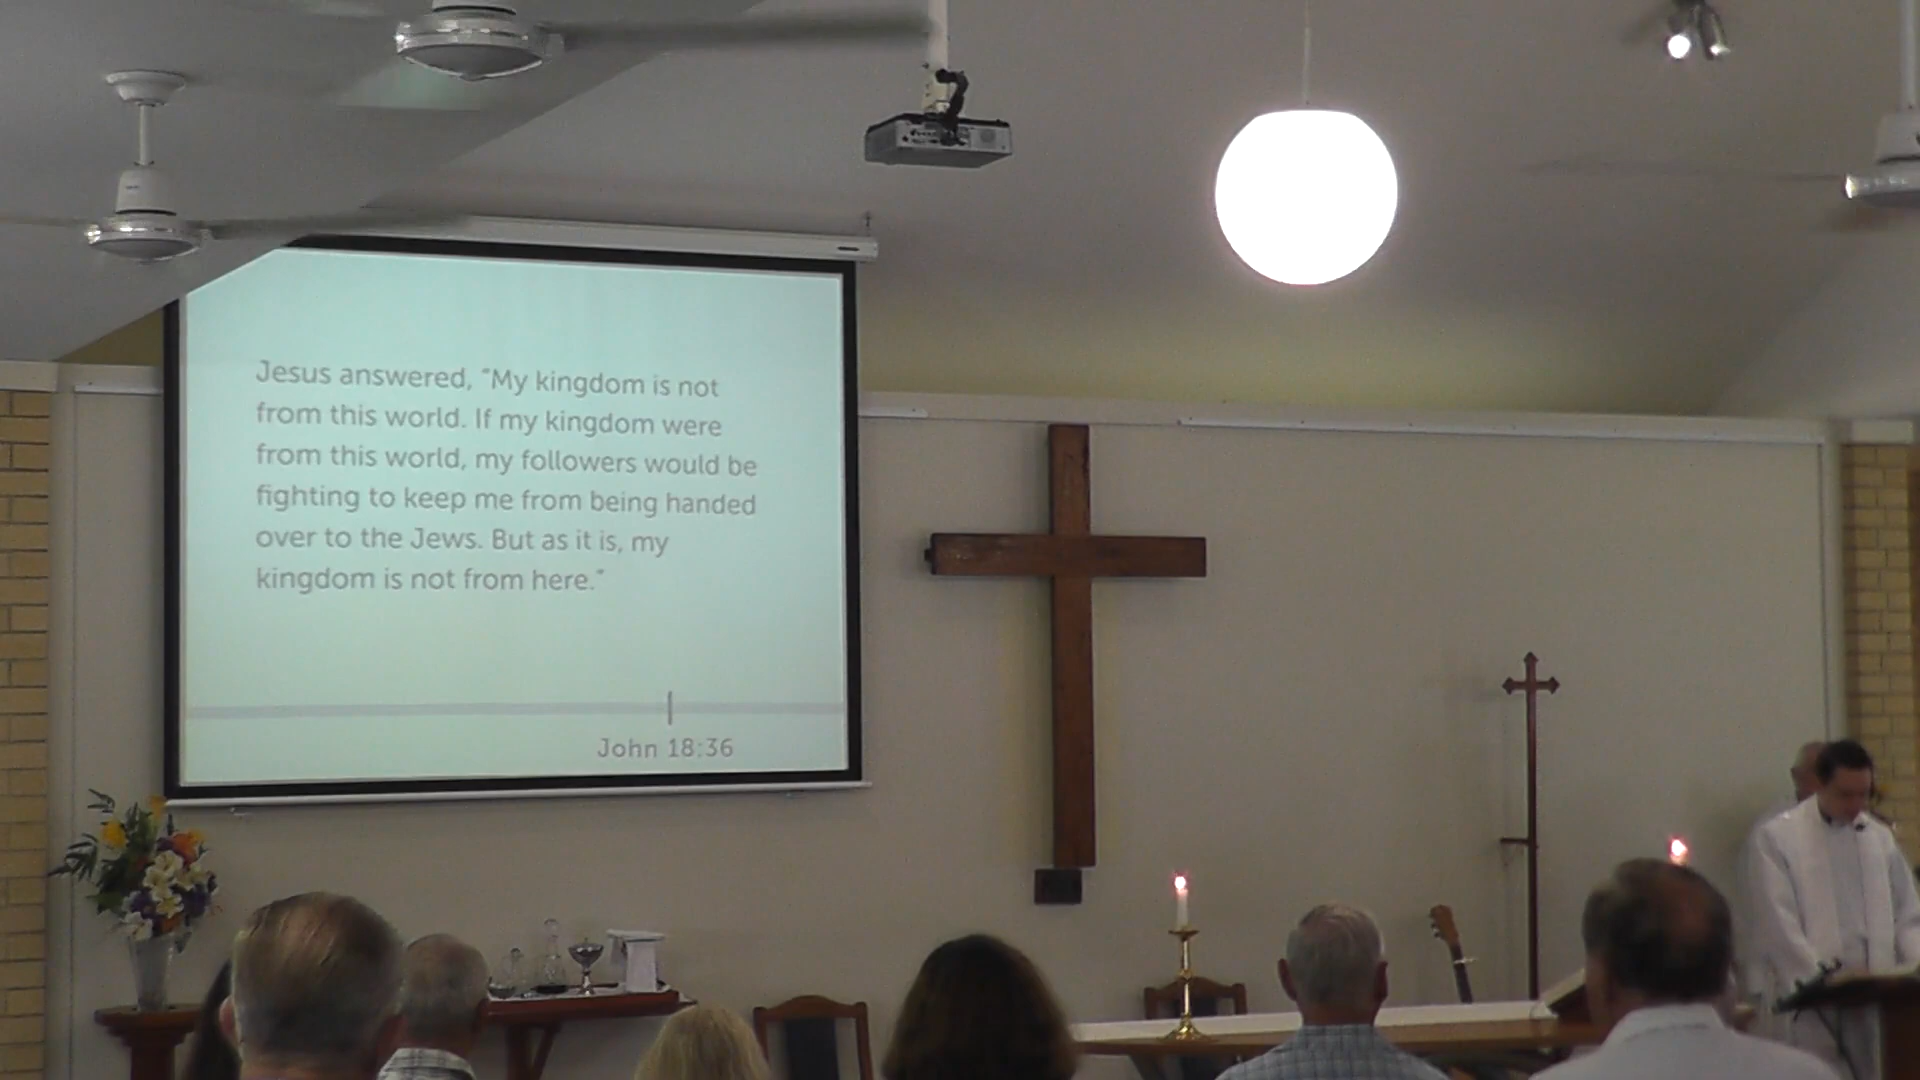 Jesus answered, “My kingdom is not
from this world. If my kingdom were
from this world, my followers would be
fighting to keep me from being handed
over to the Jews. But as it is, my
kingdom is not from here.”
John 18:36